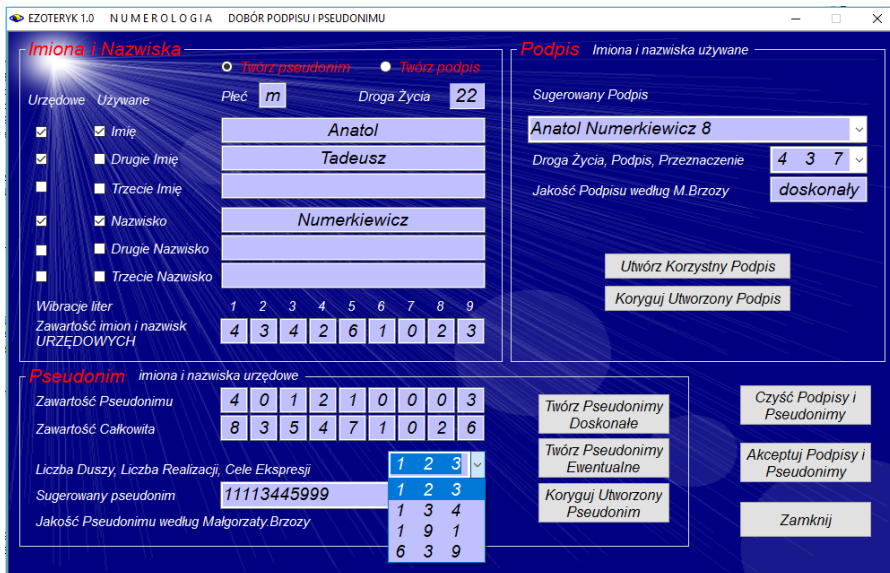 EZOTERYK 1.0 N U M E R O L O G I A DOBÓR PODPISU I PSEUDONIMU
Imiona i Nazwiska
Twórz pseudonim Twórz podpis
Urzędowe Używane Płeć m Droga Życia 22
Imię Anatol
Drugie Imię Tadeusz
Trzecie Imię
Nazwisko Numerkiewicz
Drugie Nazwisko
Trzecie Nazwisko
Wibracje liter 1 2 3 4 5 6 7 8 9
Zawartość imion i nazwisk
URZĘDOWYCH 4 3 4 2 6 1 0 2 3
Podpis Imiona i nazwiska używane
Sugerowany Podpis
Anatol Numerkiewicz 8
Droga Życia, Podpis, Przeznaczenie 4 3 7
Jakość Podpisu według M.Brzozy doskonały
Utwórz Korzystny Podpis
Koryguj Utworzony Podpis
Pseudonim imiona i nazwiska urzędowe
Zawartość Pseudonimu 4 0 1 2 1 0 0 0 3
Zawartość Całkowita 8 3 5 4 7 1 0 2 6
Liczba Duszy, Liczba Realizacji, Cele Ekspresji 1 2 3
Sugerowany pseudonim 11113445999
Jakość Pseudonimu według Małgorzaty.Brzozy
1 2 3
1 3 4
1 9 1
6 3 9
Twórz Pseudonimy
Doskonałe
Twórz Pseudonimy
Ewentualne
Koryguj Utworzony
Pseudonim
Czyść Podpisy i
Pseudonimy
Akceptuj Podpisy i
Pseudonimy
Zamknij